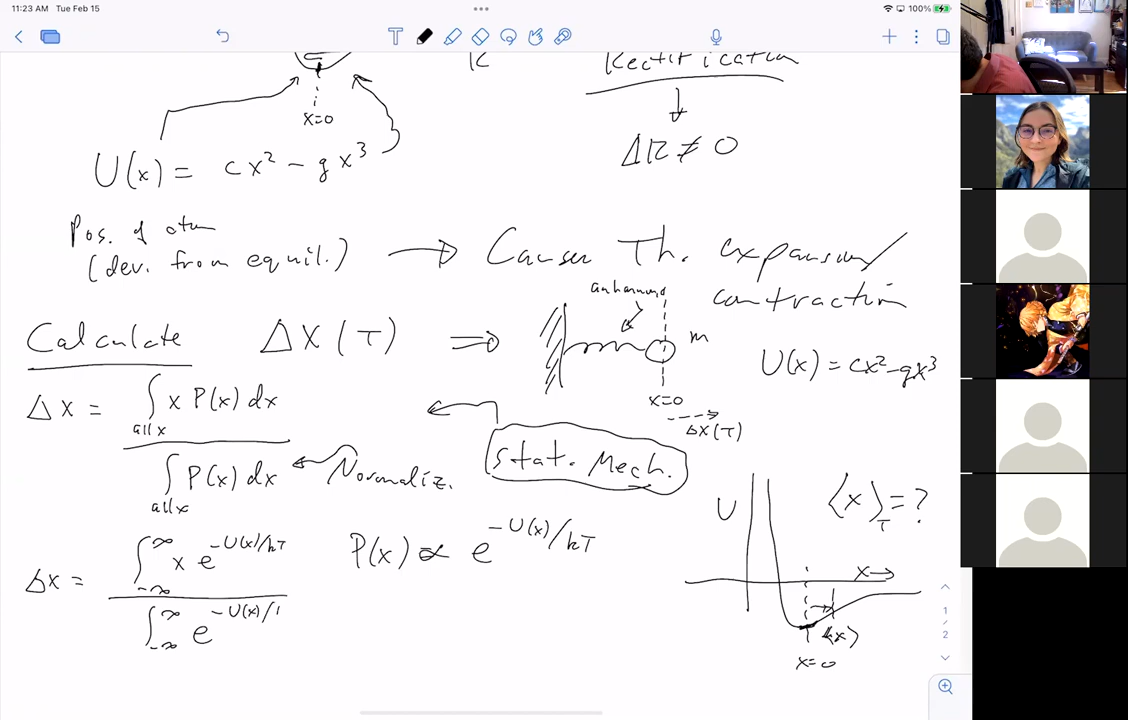 11:23 AM Tue Feb 15
100%
Rectification
x=0
ΔR ≠ 0
U(x) = cx² - gx³
Pos. of atom
(dev. from equil.) → Causes Th. expansion/
contraction
anharmonic
Calculate ΔX(T) ⇒
m
U(x) = cx² - gx³
x=0
ΔX(T)
Δx = ∫ x P(x) dx
all x
∫ P(x) dx
all x
Normaliz.
Stat. Mech.
U
⟨x⟩_T = ?
P(x) ∝ e^{-U(x)/kT}
Δx = ∫_{-∞}^{∞} x e^{-U(x)/kT}
∫_{-∞}^{∞} e^{-U(x)/
x→
⟨x⟩
x=0
1
/
2